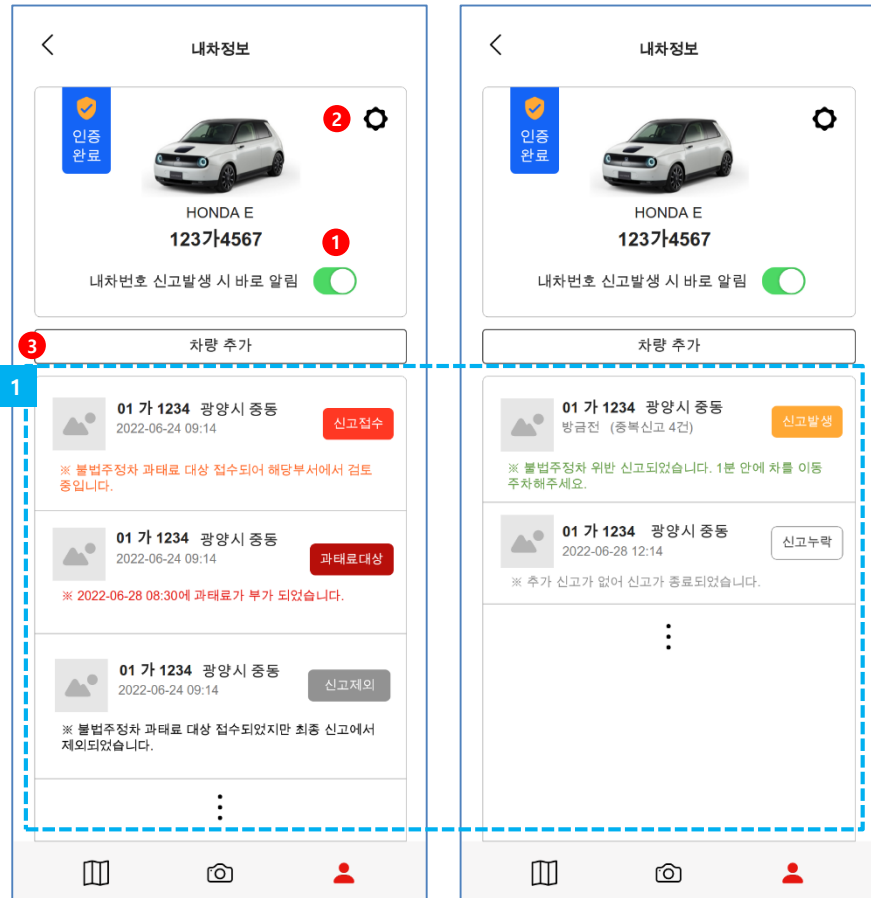 내차정보
인증
완료
2
HONDA E
123가4567
1
내차번호 신고발생 시 바로 알림
3
차량 추가
1
01 가 1234 광양시 중동
2022-06-24 09:14
신고접수
※ 불법주정차 과태료 대상 접수되어 해당부서에서 검토
중입니다.
01 가 1234 광양시 중동
2022-06-24 09:14
과태료대상
※ 2022-06-28 08:30에 과태료가 부가 되었습니다.
01 가 1234 광양시 중동
2022-06-24 09:14
신고제외
※ 불법주정차 과태료 대상 접수되었지만 최종 신고에서
제외되었습니다.
내차정보
인증
완료
HONDA E
123가4567
내차번호 신고발생 시 바로 알림
차량 추가
01 가 1234 광양시 중동
방금전 (중복신고 4건)
신고발생
※ 불법주정차 위반 신고되었습니다. 1분 안에 차를 이동
주차해주세요.
01 가 1234 광양시 중동
2022-06-28 12:14
신고누락
※ 추가 신고가 없어 신고가 종료되었습니다.